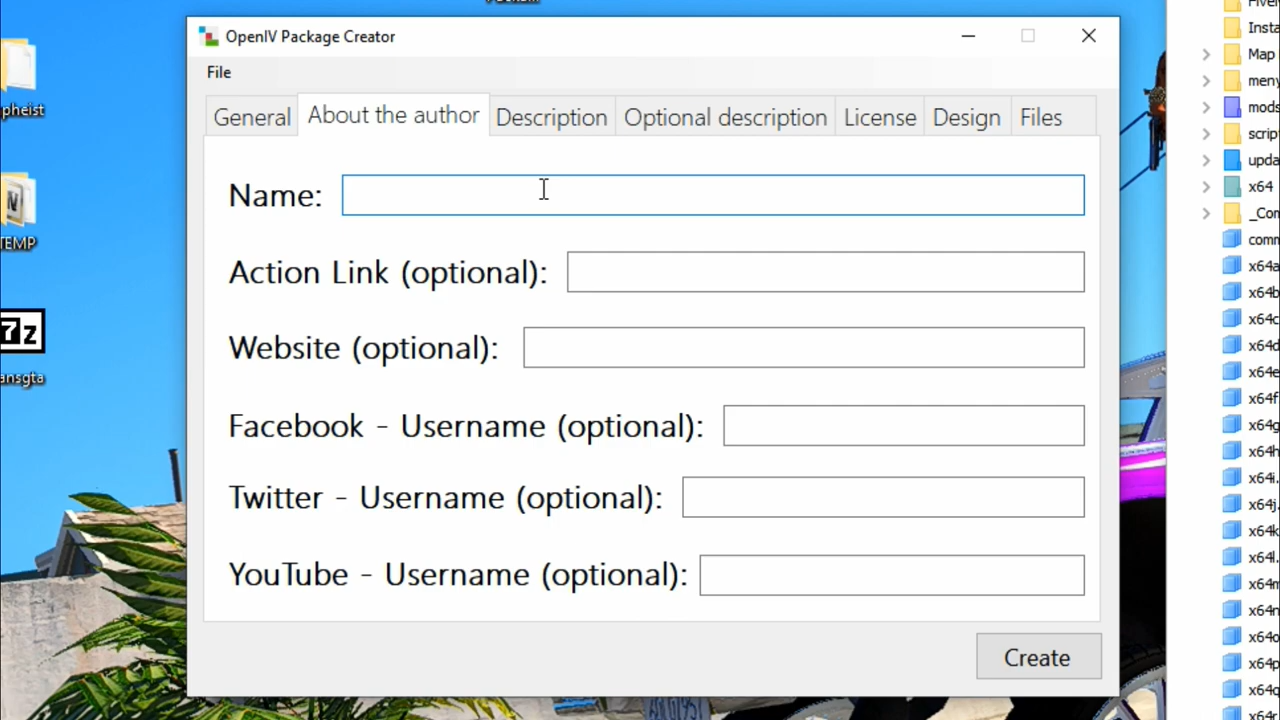 OpenIV Package Creator
File
General
About the author
Description
Optional description
License
Design
Files
Name:
Action Link (optional):
Website (optional):
Facebook - Username (optional):
Twitter - Username (optional):
YouTube - Username (optional):
Create
pheist
TEMP
7z
ansgta
Insta
Map
meny
mods
scrip
upda
x64
_Co
com
x64a
x64b
x64c
x64d
x64e
x64f
x64g
x64h
x64i.
x64j.
x64k
x64l.
x64m
x64n
x64o
x64p
x64q